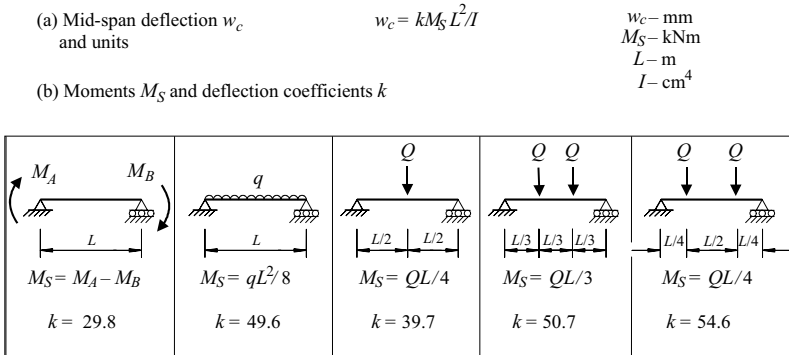 (a) Mid-span deflection w_c
and units
w_c = kM_S L²/I
w_c – mm
M_S – kNm
L – m
I – cm⁴
(b) Moments M_S and deflection coefficients k
M_A M_B
L
M_S = M_A – M_B
k = 29.8
q
L
M_S = qL²/8
k = 49.6
Q
L/2 L/2
M_S = QL/4
k = 39.7
Q Q
L/3 L/3 L/3
M_S = QL/3
k = 50.7
Q Q
L/4 L/2 L/4
M_S = QL/4
k = 54.6